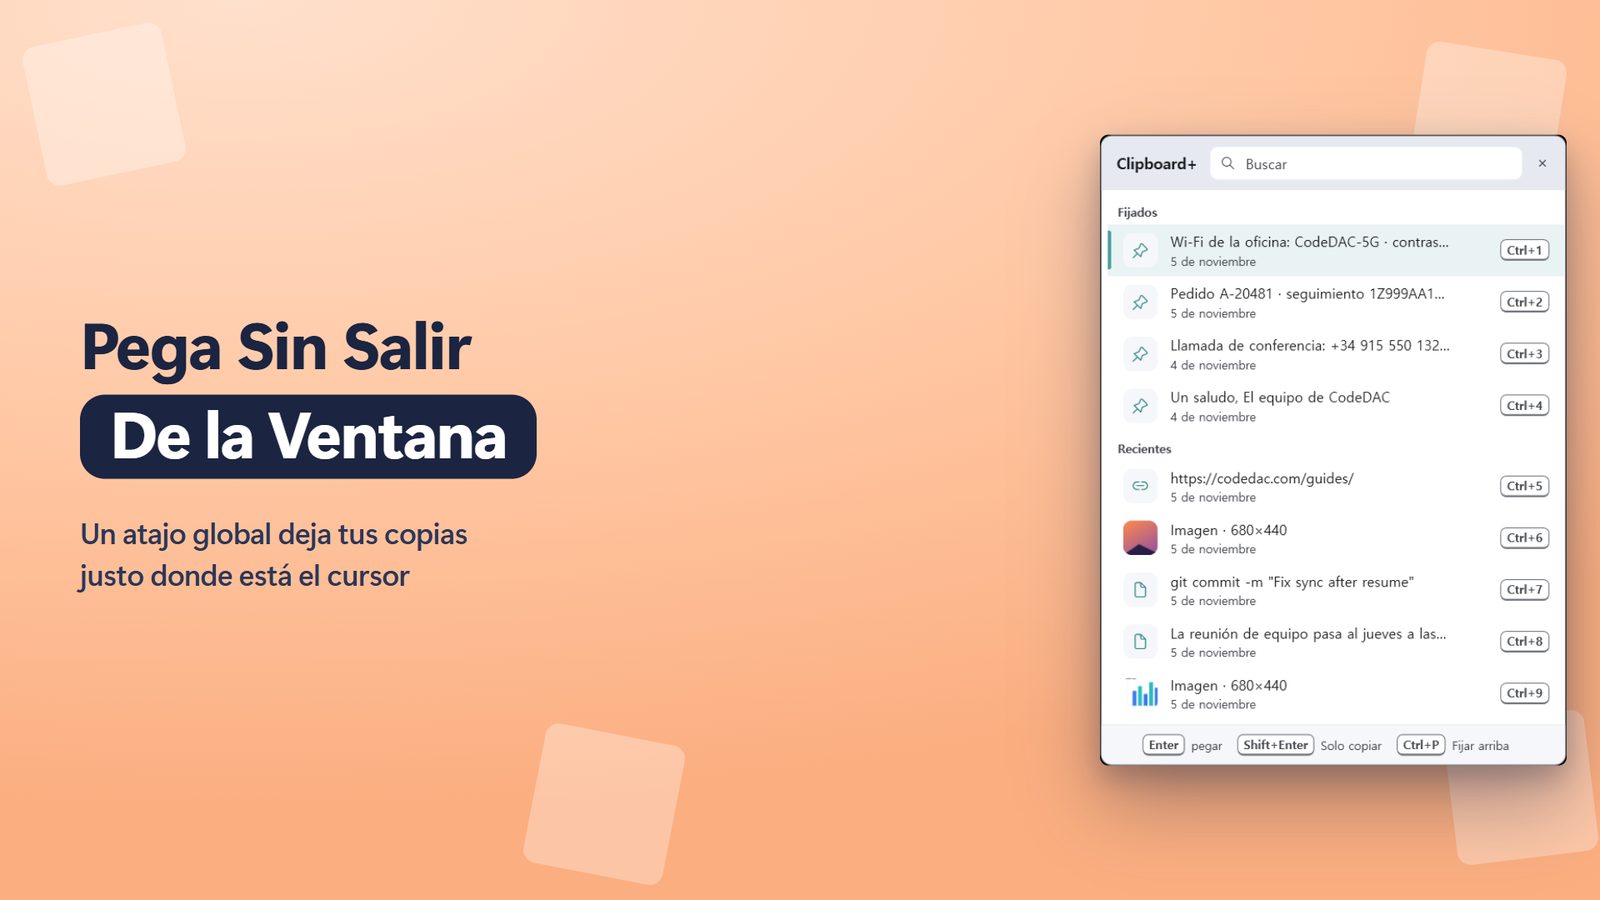 Pega Sin Salir
De la Ventana
Un atajo global deja tus copias
justo donde está el cursor
Clipboard+
Buscar
×
Fijados
Wi-Fi de la oficina: CodeDAC-5G · contras...
5 de noviembre
Ctrl+1
Pedido A-20481 · seguimiento 1Z999AA1...
5 de noviembre
Ctrl+2
Llamada de conferencia: +34 915 550 132...
4 de noviembre
Ctrl+3
Un saludo, El equipo de CodeDAC
4 de noviembre
Ctrl+4
Recientes
https://codedac.com/guides/
5 de noviembre
Ctrl+5
Imagen · 680×440
5 de noviembre
Ctrl+6
git commit -m "Fix sync after resume"
5 de noviembre
Ctrl+7
La reunión de equipo pasa al jueves a las...
5 de noviembre
Ctrl+8
Imagen · 680×440
5 de noviembre
Ctrl+9
Enter pegar Shift+Enter Solo copiar Ctrl+P Fijar arriba